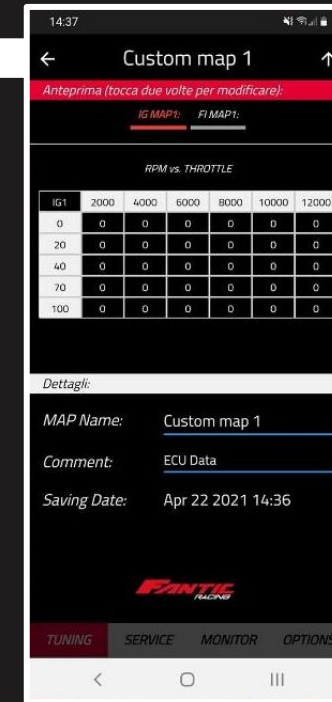 14:37
Custom map 1
Anteprima (tocca due volte per modificare):
IG MAP1: FI MAP1:
RPM vs. THROTTLE
IG1 2000 4000 6000 8000 10000 12000
0 0 0 0 0 0 0
20 0 0 0 0 0 0
40 0 0 0 0 0 0
70 0 0 0 0 0 0
100 0 0 0 0 0 0
Dettagli:
MAP Name: Custom map 1
Comment: ECU Data
Saving Date: Apr 22 2021 14:36
FANTIC
RACING
TUNING SERVICE MONITOR OPTIONS